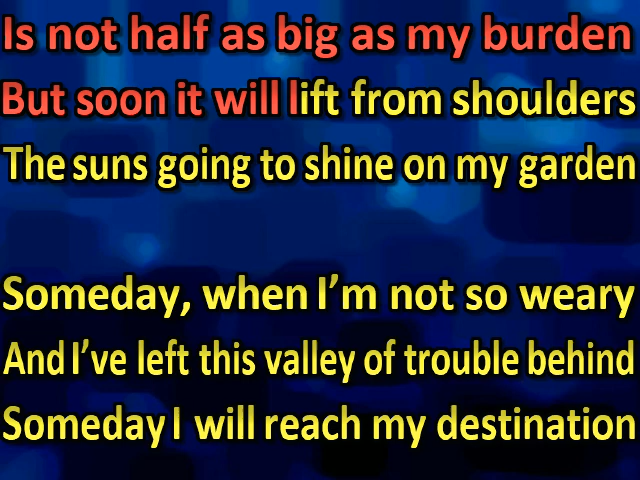 Is not half as big as my burden
But soon it will lift from shoulders
The suns going to shine on my garden
Someday, when I’m not so weary
And I’ve left this valley of trouble behind
Someday I will reach my destination